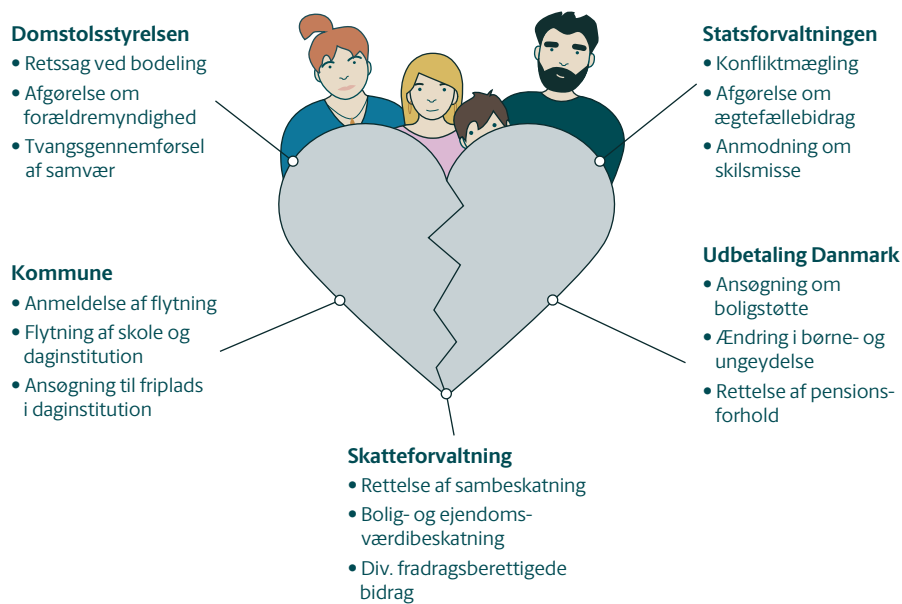 Domstolsstyrelsen
• Retssag ved bodeling
• Afgørelse om
forældremyndighed
• Tvangsgennemførsel
af samvær
Statsforvaltningen
• Konfliktmægling
• Afgørelse om
ægtefællebidrag
• Anmodning om
skilsmisse
Kommune
• Anmeldelse af flytning
• Flytning af skole og
daginstitution
• Ansøgning til friplads
i daginstitution
Udbetaling Danmark
• Ansøgning om
boligstøtte
• Ændring i børne- og
ungeydelse
• Rettelse af pensions-
forhold
Skatteforvaltning
• Rettelse af sambeskatning
• Bolig- og ejendoms-
værdibeskatning
• Div. fradragsberettigede
bidrag